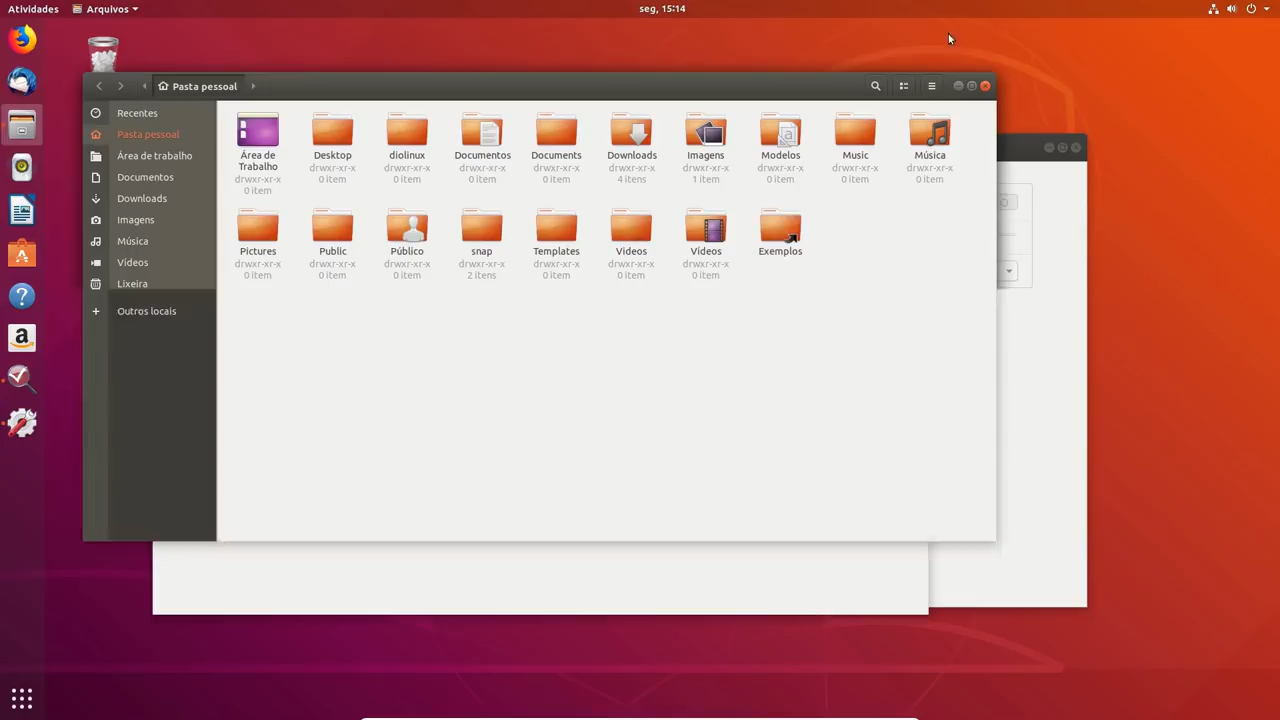 Atividades Arquivos seg, 15:14
Pasta pessoal
Recentes
Pasta pessoal
Área de trabalho
Documentos
Downloads
Imagens
Música
Vídeos
Lixeira
Outros locais
Área de Trabalho
drwxr-xr-x
0 item
Desktop
drwxr-xr-x
0 item
diolinux
drwxr-xr-x
0 item
Documentos
drwxr-xr-x
0 item
Documents
drwxr-xr-x
0 item
Downloads
drwxr-xr-x
4 itens
Imagens
drwxr-xr-x
1 item
Modelos
drwxr-xr-x
0 item
Music
drwxr-xr-x
0 item
Música
drwxr-xr-x
0 item
Pictures
drwxr-xr-x
0 item
Public
drwxr-xr-x
0 item
Público
drwxr-xr-x
0 item
snap
drwxr-xr-x
2 itens
Templates
drwxr-xr-x
0 item
Videos
drwxr-xr-x
0 item
Vídeos
drwxr-xr-x
0 item
Exemplos